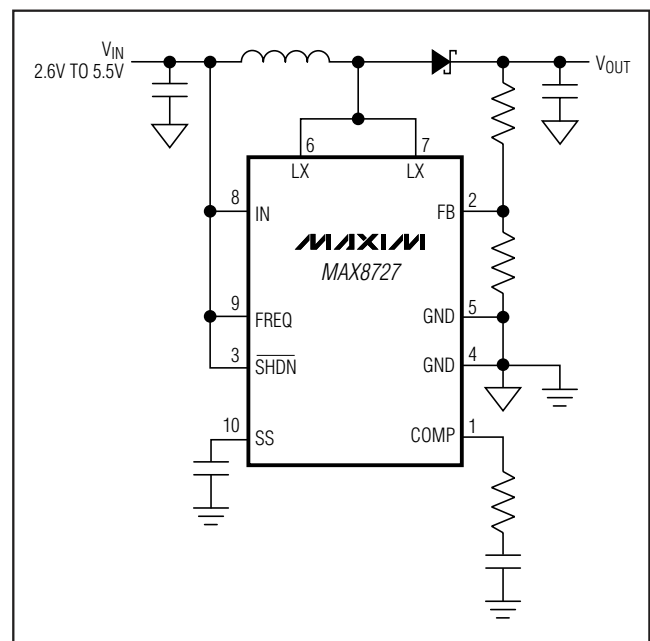 VIN
2.6V TO 5.5V
VOUT
6
7
LX
LX
8
IN
2
FB
MAXIM
MAX8727
9
FREQ
5
GND
3
SHDN
4
GND
10
SS
1
COMP